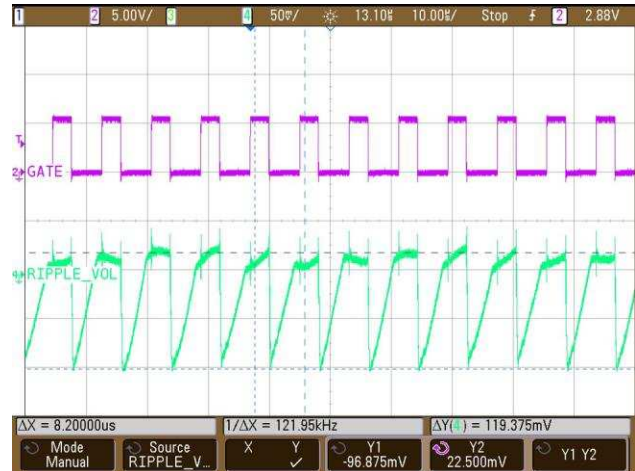 1 2 5.00V/ 3 4 50mV/ 13.10µs 10.00µs/ Stop 2 2.88V
T
2 GATE
4 RIPPLE_VOL
ΔX = 8.20000us 1/ΔX = 121.95kHz ΔY(4) = 119.375mV
Mode Source X Y Y1 Y2 Y1 Y2
Manual RIPPLE_V... ✓ -96.875mV 22.500mV